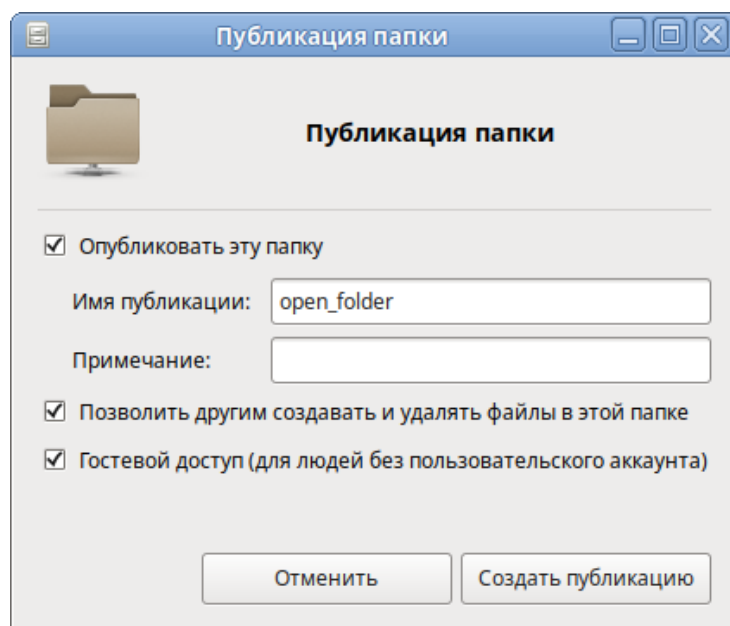 Публикация папки
Публикация папки
Опубликовать эту папку
Имя публикации: open_folder
Примечание:
Позволить другим создавать и удалять файлы в этой папке
Гостевой доступ (для людей без пользовательского аккаунта)
Отменить Создать публикацию